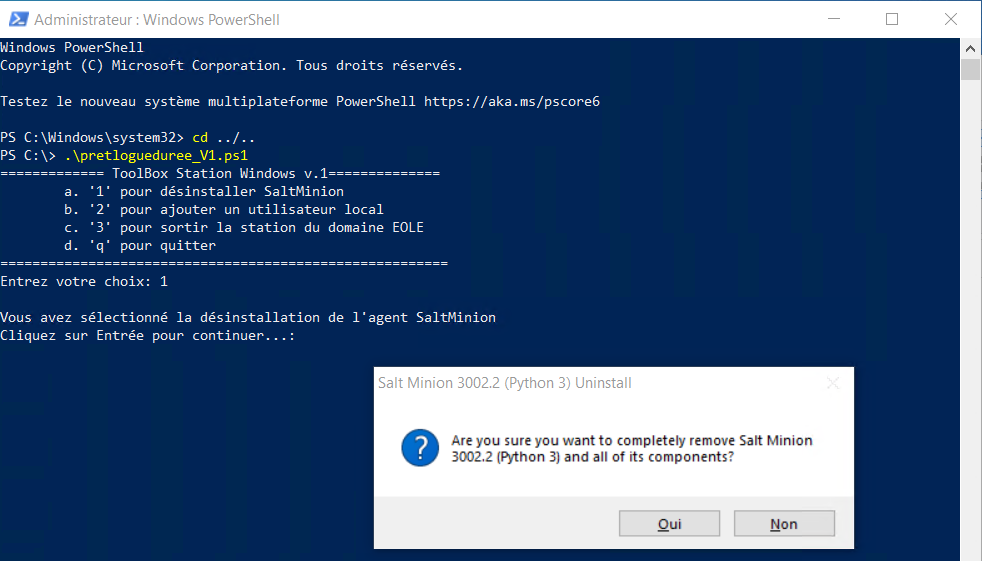 Administrateur : Windows PowerShell
Windows PowerShell
Copyright (C) Microsoft Corporation. Tous droits réservés.
Testez le nouveau système multiplateforme PowerShell https://aka.ms/pscore6
PS C:\Windows\system32> cd ../..
PS C:\> .\pretlogueduree_V1.ps1
============= ToolBox Station Windows v.1==============
a. '1' pour désinstaller SaltMinion
b. '2' pour ajouter un utilisateur local
c. '3' pour sortir la station du domaine EOLE
d. 'q' pour quitter
========================================================
Entrez votre choix: 1
Vous avez sélectionné la désinstallation de l'agent SaltMinion
Cliquez sur Entrée pour continuer...:
Salt Minion 3002.2 (Python 3) Uninstall
Are you sure you want to completely remove Salt Minion
3002.2 (Python 3) and all of its components?
Oui Non